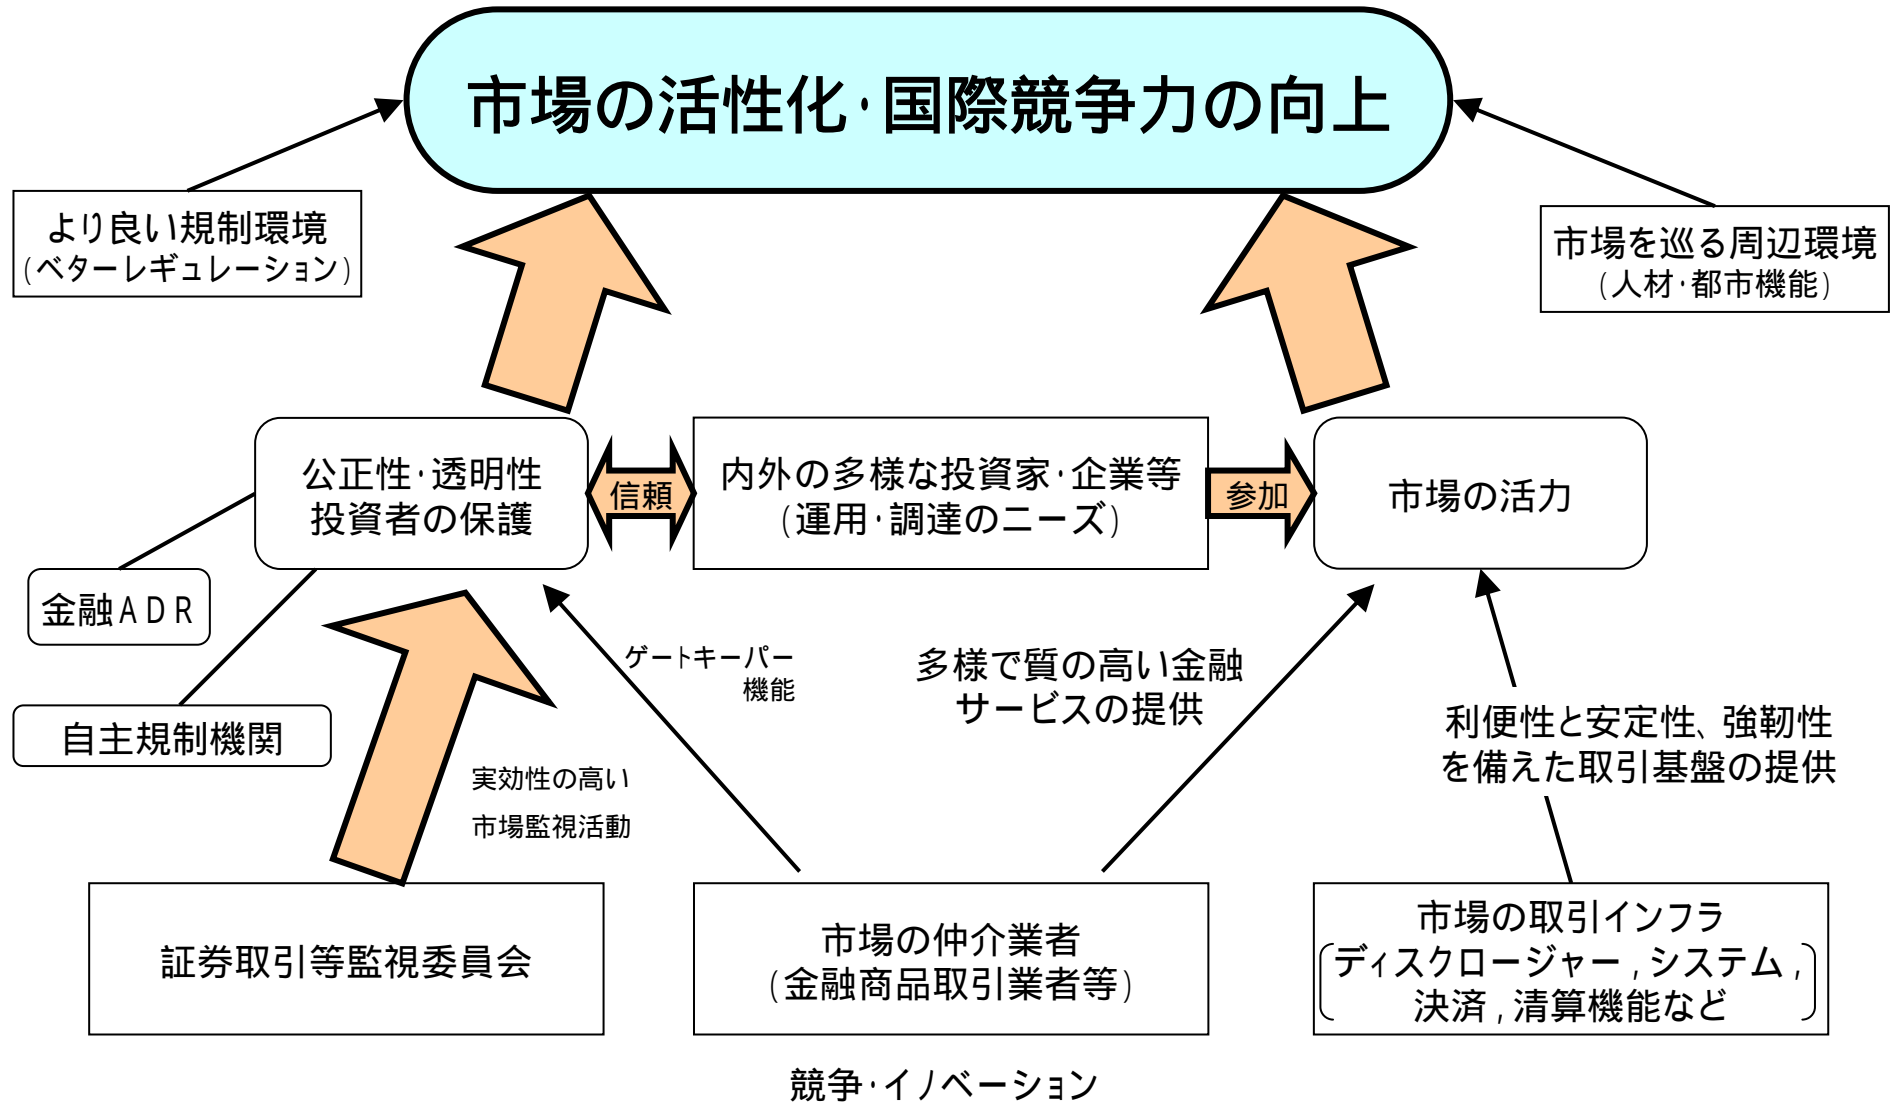 市場の活性化・国際競争力の向上
より良い規制環境
(ベターレギュレーション)
市場を巡る周辺環境
(人材・都市機能)
公正性・透明性
投資者の保護
信頼
内外の多様な投資家・企業等
(運用・調達のニーズ)
参加
市場の活力
金融ADR
自主規制機関
ゲートキーパー
機能
多様で質の高い金融
サービスの提供
利便性と安定性、強靭性
を備えた取引基盤の提供
実効性の高い
市場監視活動
証券取引等監視委員会
市場の仲介業者
(金融商品取引業者等)
市場の取引インフラ
ディスクロージャー,システム,
決済,清算機能など
競争・イノベーション